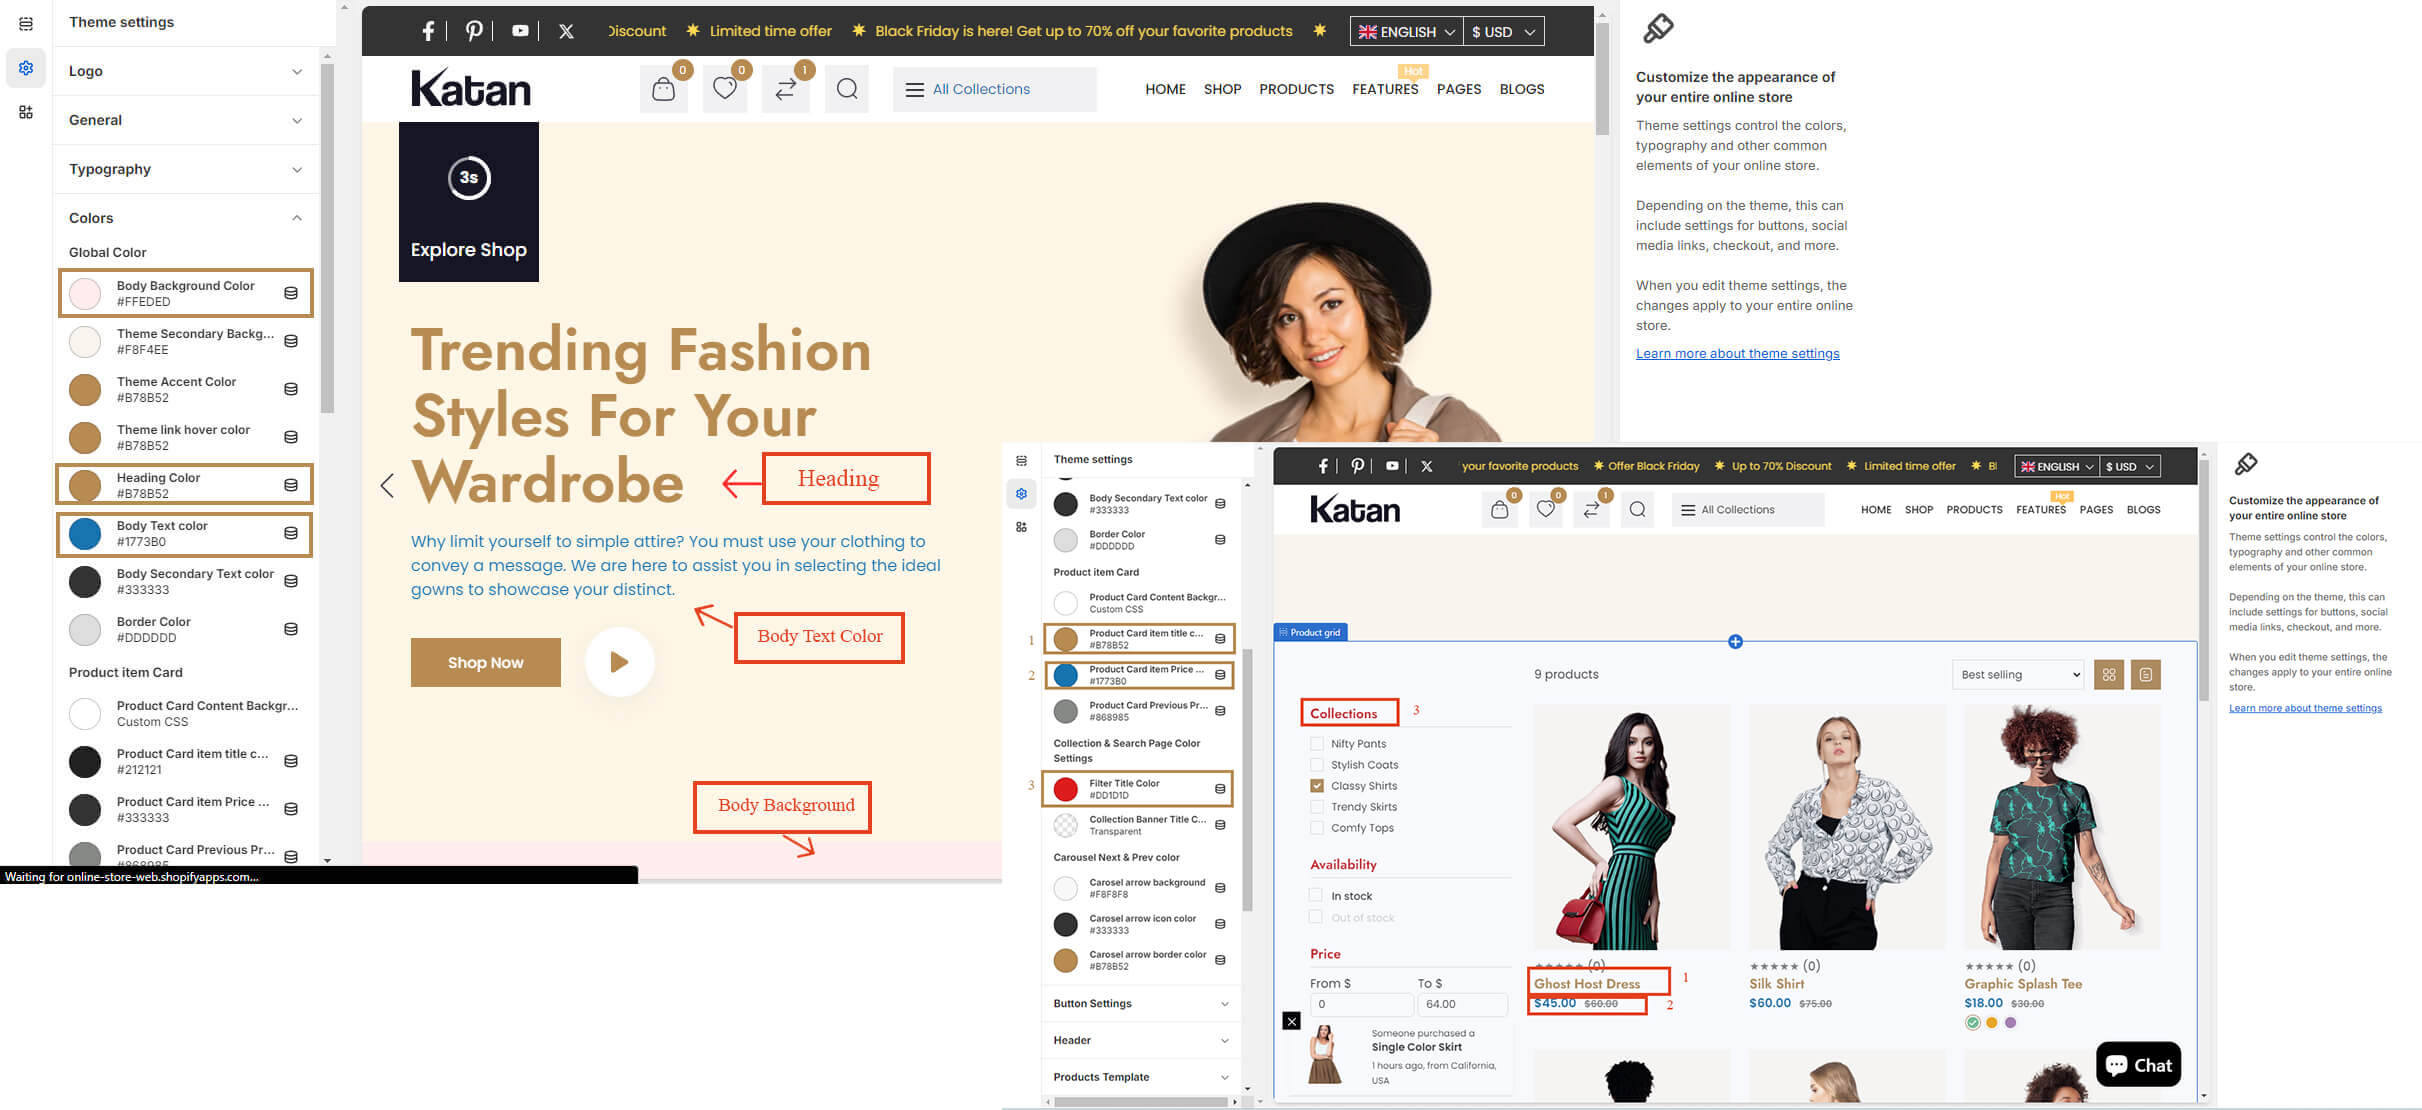 Theme settings
Logo
General
Typography
Colors
Global Color
Body Background Color
#FFEDED
Theme Secondary Backg...
#F8F4EE
Theme Accent Color
#B78B52
Theme link hover color
#B78B52
Heading Color
#B78B52
Body Text color
#1773B0
Body Secondary Text color
#333333
Border Color
#DDDDDD
Product item Card
Product Card Content Backgr...
Custom CSS
Product Card item title c...
#212121
Product Card item Price ...
#333333
Product Card Previous Pr...
#868985
Waiting for online-store-web.shopifyapps.com...
Discount Limited time offer Black Friday is here! Get up to 70% off your favorite products
ENGLISH $ USD
Katan
0 0 1
All Collections
HOME SHOP PRODUCTS FEATURES PAGES BLOGS
Hot
3s
Explore Shop
Trending Fashion
Styles For Your
Wardrobe
Heading
Why limit yourself to simple attire? You must use your clothing to
convey a message. We are here to assist you in selecting the ideal
gowns to showcase your distinct.
Body Text Color
Shop Now
Body Background
Customize the appearance of
your entire online store
Theme settings control the colors,
typography and other common
elements of your online store.
Depending on the theme, this can
include settings for buttons, social
media links, checkout, and more.
When you edit theme settings, the
changes apply to your entire online
store.
Learn more about theme settings
Theme settings
Body Secondary Text color
#333333
Border Color
#DDDDDD
Product item Card
Product Card Content Backgr...
Custom CSS
1
Product Card item title c...
#B78B52
2
Product Card item Price ...
#1773B0
Product Card Previous Pr...
#868985
Collection & Search Page Color
Settings
3
Filter Title Color
#DD1D1D
Collection Banner Title C...
Transparent
Carousel Next & Prev color
Carosel arrow background
#F8F8F8
Carosel arrow icon color
#333333
Carosel arrow border color
#B78B52
Button Settings
Header
Products Template
your favorite products Offer Black Friday Up to 70% Discount Limited time offer Bl
ENGLISH $ USD
Katan
0 0 1
All Collections
HOME SHOP PRODUCTS FEATURES PAGES BLOGS
Hot
Product grid
9 products
Best selling
Collections
3
Nifty Pants
Stylish Coats
Classy Shirts
Trendy Skirts
Comfy Tops
Availability
In stock
Out of stock
Price
From $ To $
0 64.00
Someone purchased a
Single Color Skirt
1 hours ago, from California,
USA
(0)
Ghost Host Dress
1
$45.00 $60.00
2
(0)
Silk Shirt
$60.00 $75.00
(0)
Graphic Splash Tee
$18.00 $30.00
Chat
Customize the appearance of
your entire online store
Theme settings control the colors,
typography and other common
elements of your online store.
Depending on the theme, this can
include settings for buttons, social
media links, checkout, and more.
When you edit theme settings, the
changes apply to your entire online
store.
Learn more about theme settings